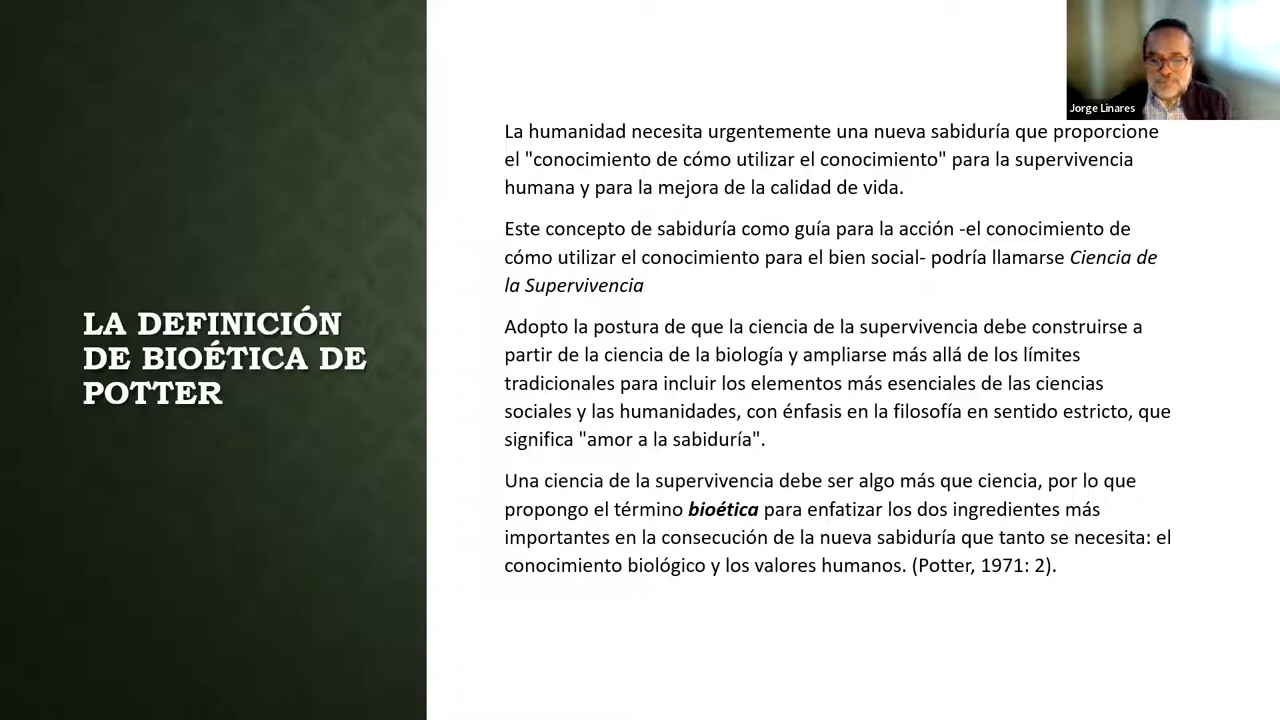 LA DEFINICIÓN
DE BIOÉTICA DE
POTTER
Jorge Linares
La humanidad necesita urgentemente una nueva sabiduría que proporcione
el "conocimiento de cómo utilizar el conocimiento" para la supervivencia
humana y para la mejora de la calidad de vida.
Este concepto de sabiduría como guía para la acción -el conocimiento de
cómo utilizar el conocimiento para el bien social- podría llamarse Ciencia de
la Supervivencia
Adopto la postura de que la ciencia de la supervivencia debe construirse a
partir de la ciencia de la biología y ampliarse más allá de los límites
tradicionales para incluir los elementos más esenciales de las ciencias
sociales y las humanidades, con énfasis en la filosofía en sentido estricto, que
significa "amor a la sabiduría".
Una ciencia de la supervivencia debe ser algo más que ciencia, por lo que
propongo el término bioética para enfatizar los dos ingredientes más
importantes en la consecución de la nueva sabiduría que tanto se necesita: el
conocimiento biológico y los valores humanos. (Potter, 1971: 2).